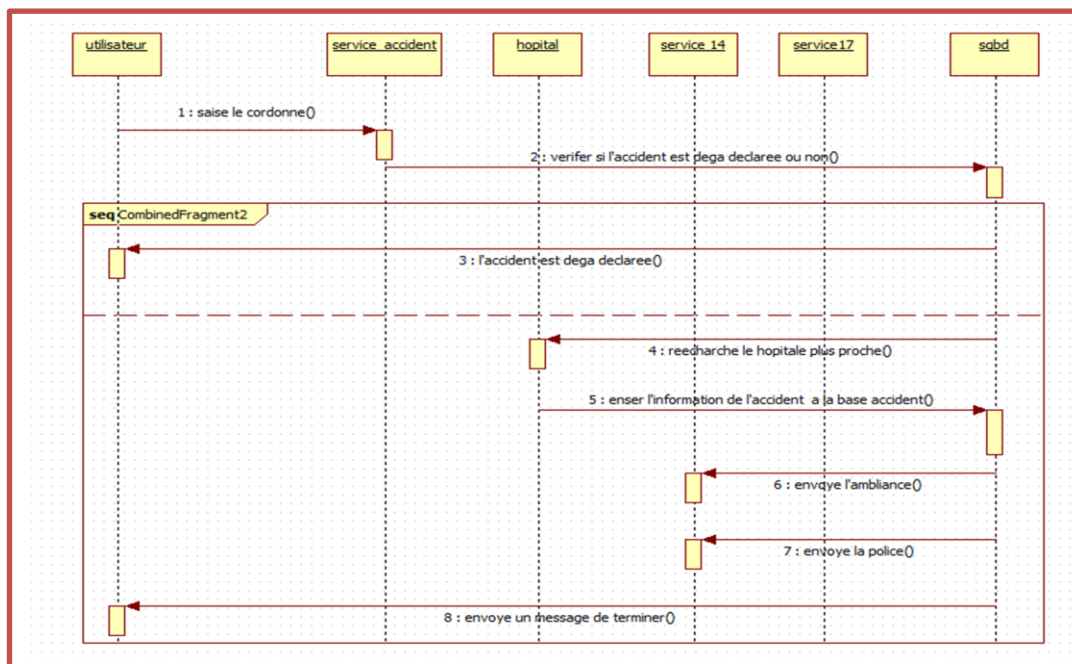 utilisateur
service_accident
hopital
service 14
service17
sgbd
1 : saise le cordonne()
2 : verifer si l'accident est dega declaree ou non()
seq CombinedFragment2
3 : l'accident est dega declaree()
4 : reecharche le hopitale plus proche()
5 : enser l'information de l'accident a la base accident()
6 : envoye l'ambliance()
7 : envoye la police()
8 : envoye un message de terminer()